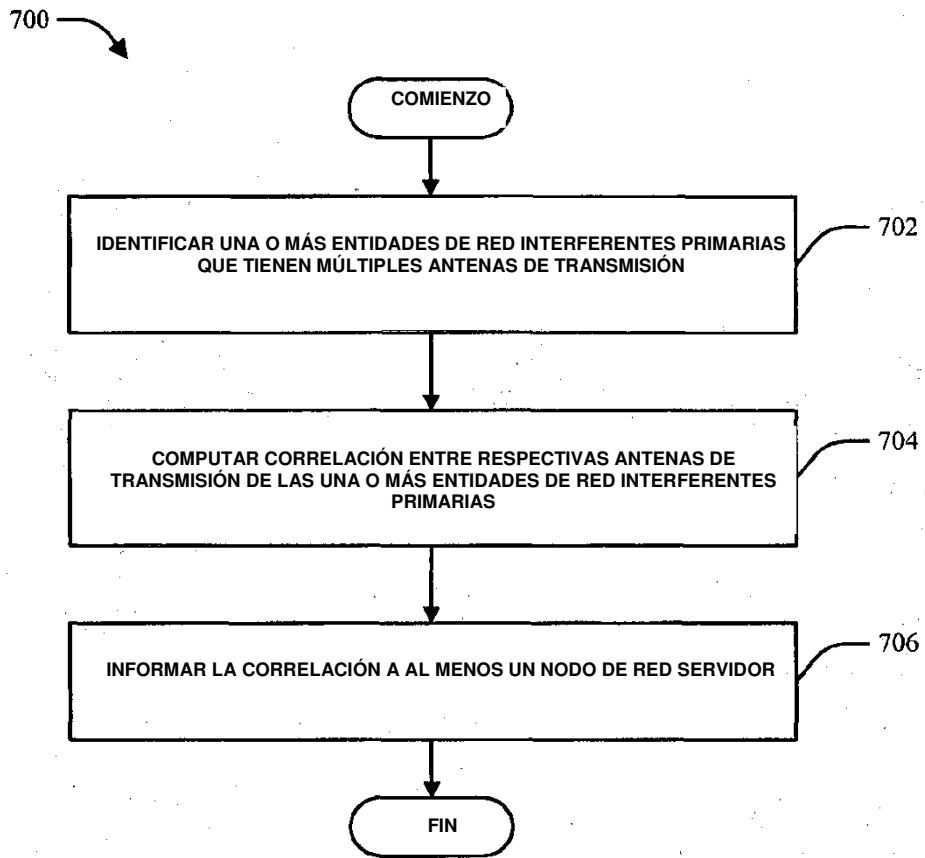 700
COMIENZO
IDENTIFICAR UNA O MÁS ENTIDADES DE RED INTERFERENTES PRIMARIAS
QUE TIENEN MÚLTIPLES ANTENAS DE TRANSMISIÓN
702
COMPUTAR CORRELACIÓN ENTRE RESPECTIVAS ANTENAS DE
TRANSMISIÓN DE LAS UNA O MÁS ENTIDADES DE RED INTERFERENTES
PRIMARIAS
704
INFORMAR LA CORRELACIÓN A AL MENOS UN NODO DE RED SERVIDOR
706
FIN